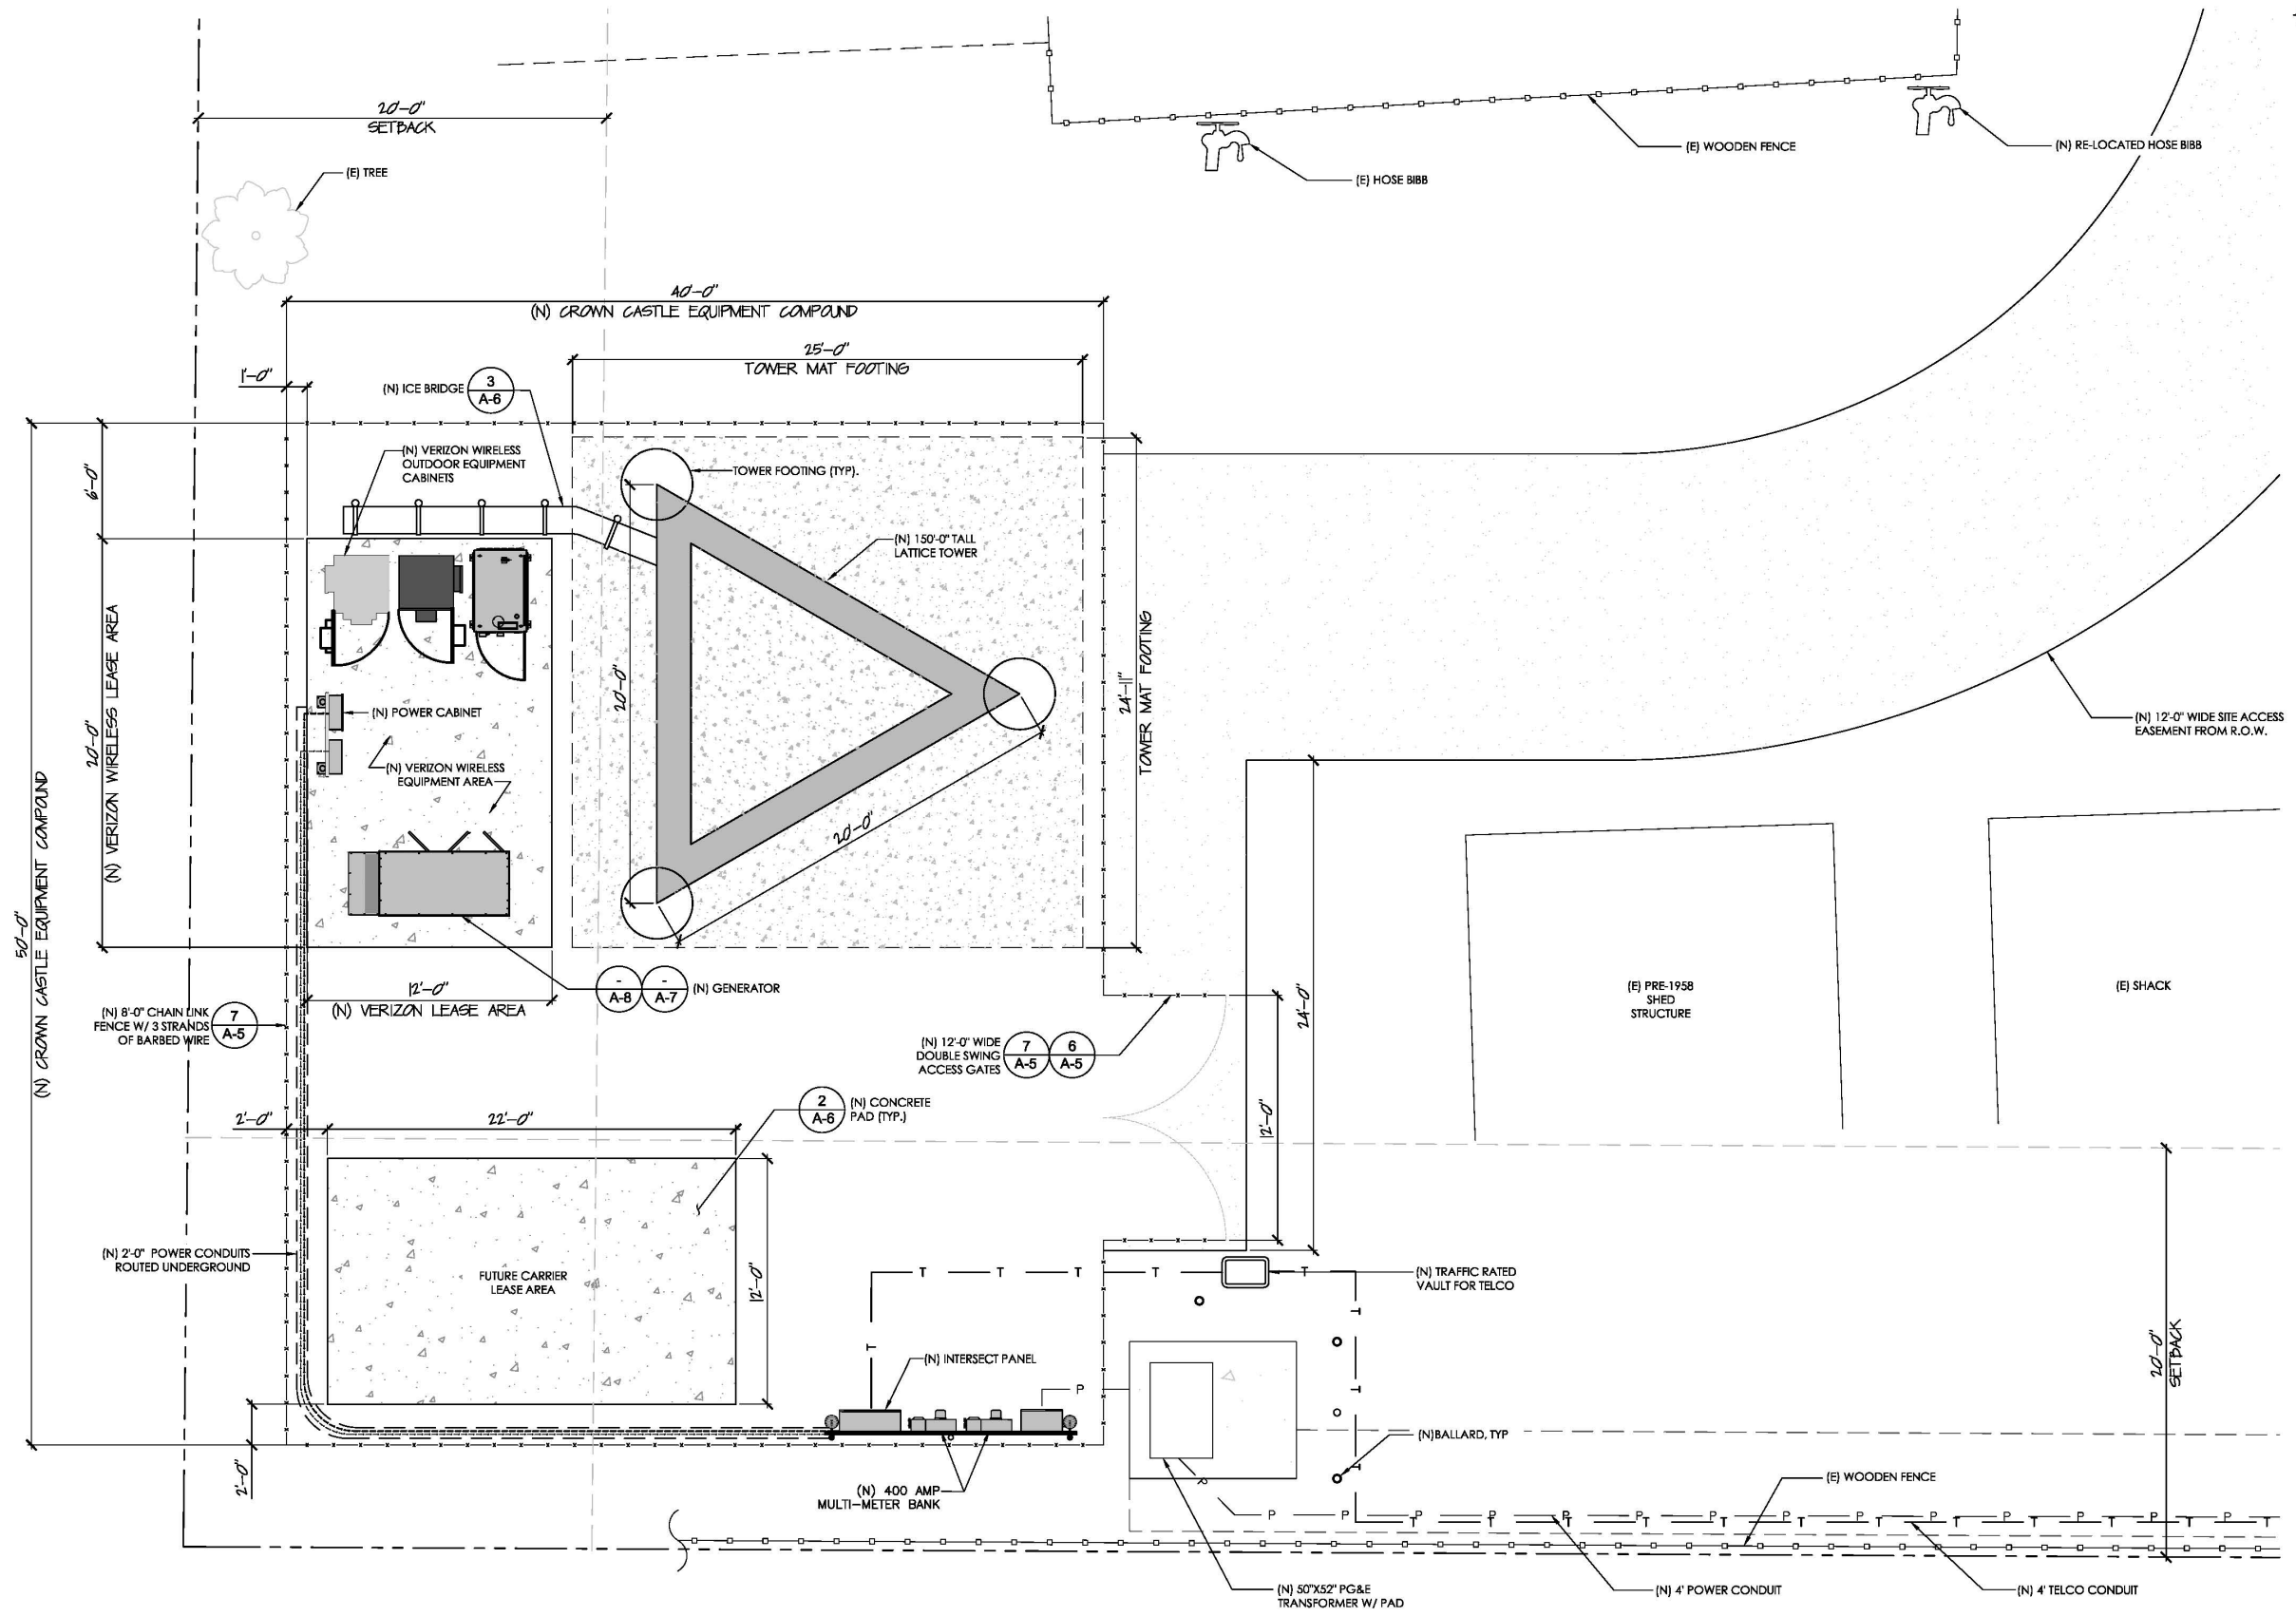 20'-0"
SETBACK
(E) TREE
(E) WOODEN FENCE
(N) RE-LOCATED HOSE BIBB
(E) HOSE BIBB
40'-0"
(N) CROWN CASTLE EQUIPMENT COMPOUND
25'-0"
TOWER MAT FOOTING
1'-0"
(N) ICE BRIDGE
3
A-6
(N) VERIZON WIRELESS
OUTDOOR EQUIPMENT
CABINETS
TOWER FOOTING (TYP).
6'-0"
(N) 150'-0" TALL
LATTICE TOWER
20'-0"
(N) VERIZON WIRELESS LEASE AREA
50'-0"
(N) CROWN CASTLE EQUIPMENT COMPOUND
(N) POWER CABINET
(N) VERIZON WIRELESS
EQUIPMENT AREA
20'-0"
20'-0"
24'-11"
TOWER MAT FOOTING
(N) 12'-0" WIDE SITE ACCESS
EASEMENT FROM R.O.W.
12'-0"
(N) VERIZON LEASE AREA
-
A-8
-
A-7
(N) GENERATOR
(N) 8'-0" CHAIN LINK
FENCE W/ 3 STRANDS
OF BARBED WIRE
7
A-5
(N) 12'-0" WIDE
DOUBLE SWING
ACCESS GATES
7
A-5
6
A-5
24'-0"
12'-0"
(E) PRE-1958
SHED
STRUCTURE
(E) SHACK
2'-0"
22'-0"
2
A-6
(N) CONCRETE
PAD (TYP.)
(N) 2'-0" POWER CONDUITS
ROUTED UNDERGROUND
FUTURE CARRIER
LEASE AREA
12'-0"
T T T T T
T
T
T
T
T
(N) TRAFFIC RATED
VAULT FOR TELCO
(N) INTERSECT PANEL
P
20'-0"
SETBACK
2'-0"
(N)BALLARD, TYP
(N) 400 AMP
MULTI-METER BANK
(E) WOODEN FENCE
P
P P P P P P P P P P P P P P
T T T T T T T T T T T T
(N) 50"X52" PG&E
TRANSFORMER W/ PAD
(N) 4' POWER CONDUIT
(N) 4' TELCO CONDUIT